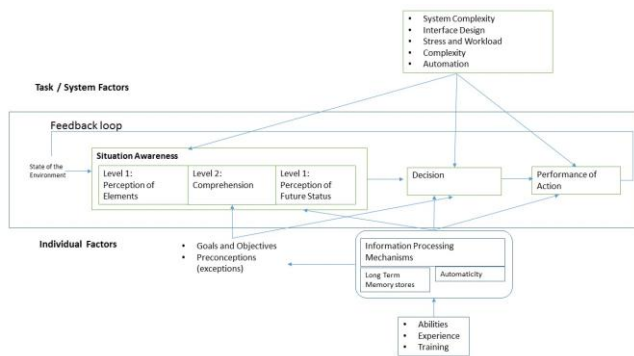 • System Complexity
• Interface Design
• Stress and Workload
• Complexity
• Automation
Task / System Factors
Feedback loop
State of the
Environment
Situation Awareness
Level 1:
Perception of
Elements
Level 2:
Comprehension
Level 1:
Perception of
Future Status
Decision
Performance of
Action
Individual Factors
• Goals and Objectives
• Preconceptions
(exceptions)
Information Processing
Mechanisms
Long Term
Memory stores
Automaticity
• Abilities
• Experience
• Training